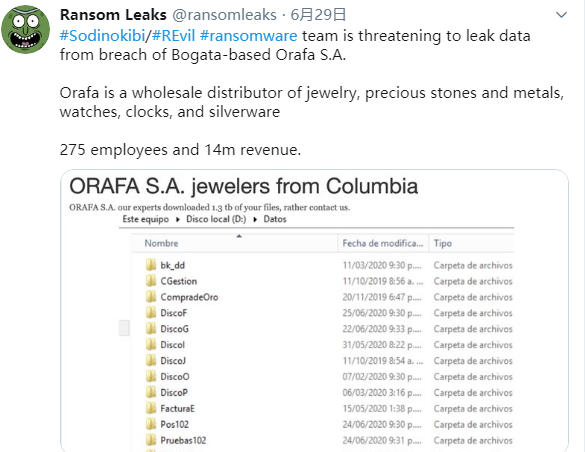 Ransom Leaks @ransomleaks · 6月29日
#Sodinokibi/#REvil #ransomware team is threatening to leak data
from breach of Bogata-based Orafa S.A.
Orafa is a wholesale distributor of jewelry, precious stones and metals,
watches, clocks, and silverware
275 employees and 14m revenue.
ORAFA S.A. jewelers from Columbia
ORAFA S.A. our experts downloaded 1.3 tb of your files, rather contact us.
Este equipo ▸ Disco local (D:) ▸ Datos
Nombre Fecha de modifica... Tipo
bk_dd 11/03/2020 9:30 p.... Carpeta de archivos
CGestion 11/10/2019 8:56 a. ... Carpeta de archivos
CompradeOro 20/11/2019 6:47 p.... Carpeta de archivos
DiscoF 25/06/2020 9:30 p.... Carpeta de archivos
DiscoG 22/06/2020 9:33 p.... Carpeta de archivos
DiscoI 31/05/2020 8:22 p.... Carpeta de archivos
DiscoJ 11/10/2019 8:54 a. ... Carpeta de archivos
DiscoO 07/02/2020 9:30 p.... Carpeta de archivos
DiscoP 06/03/2020 3:16 p.... Carpeta de archivos
FacturaE 15/05/2020 1:38 p.... Carpeta de archivos
Pos102 24/06/2020 9:30 p.... Carpeta de archivos
Pruebas102 24/06/2020 9:31 p.... Carpeta de archivos